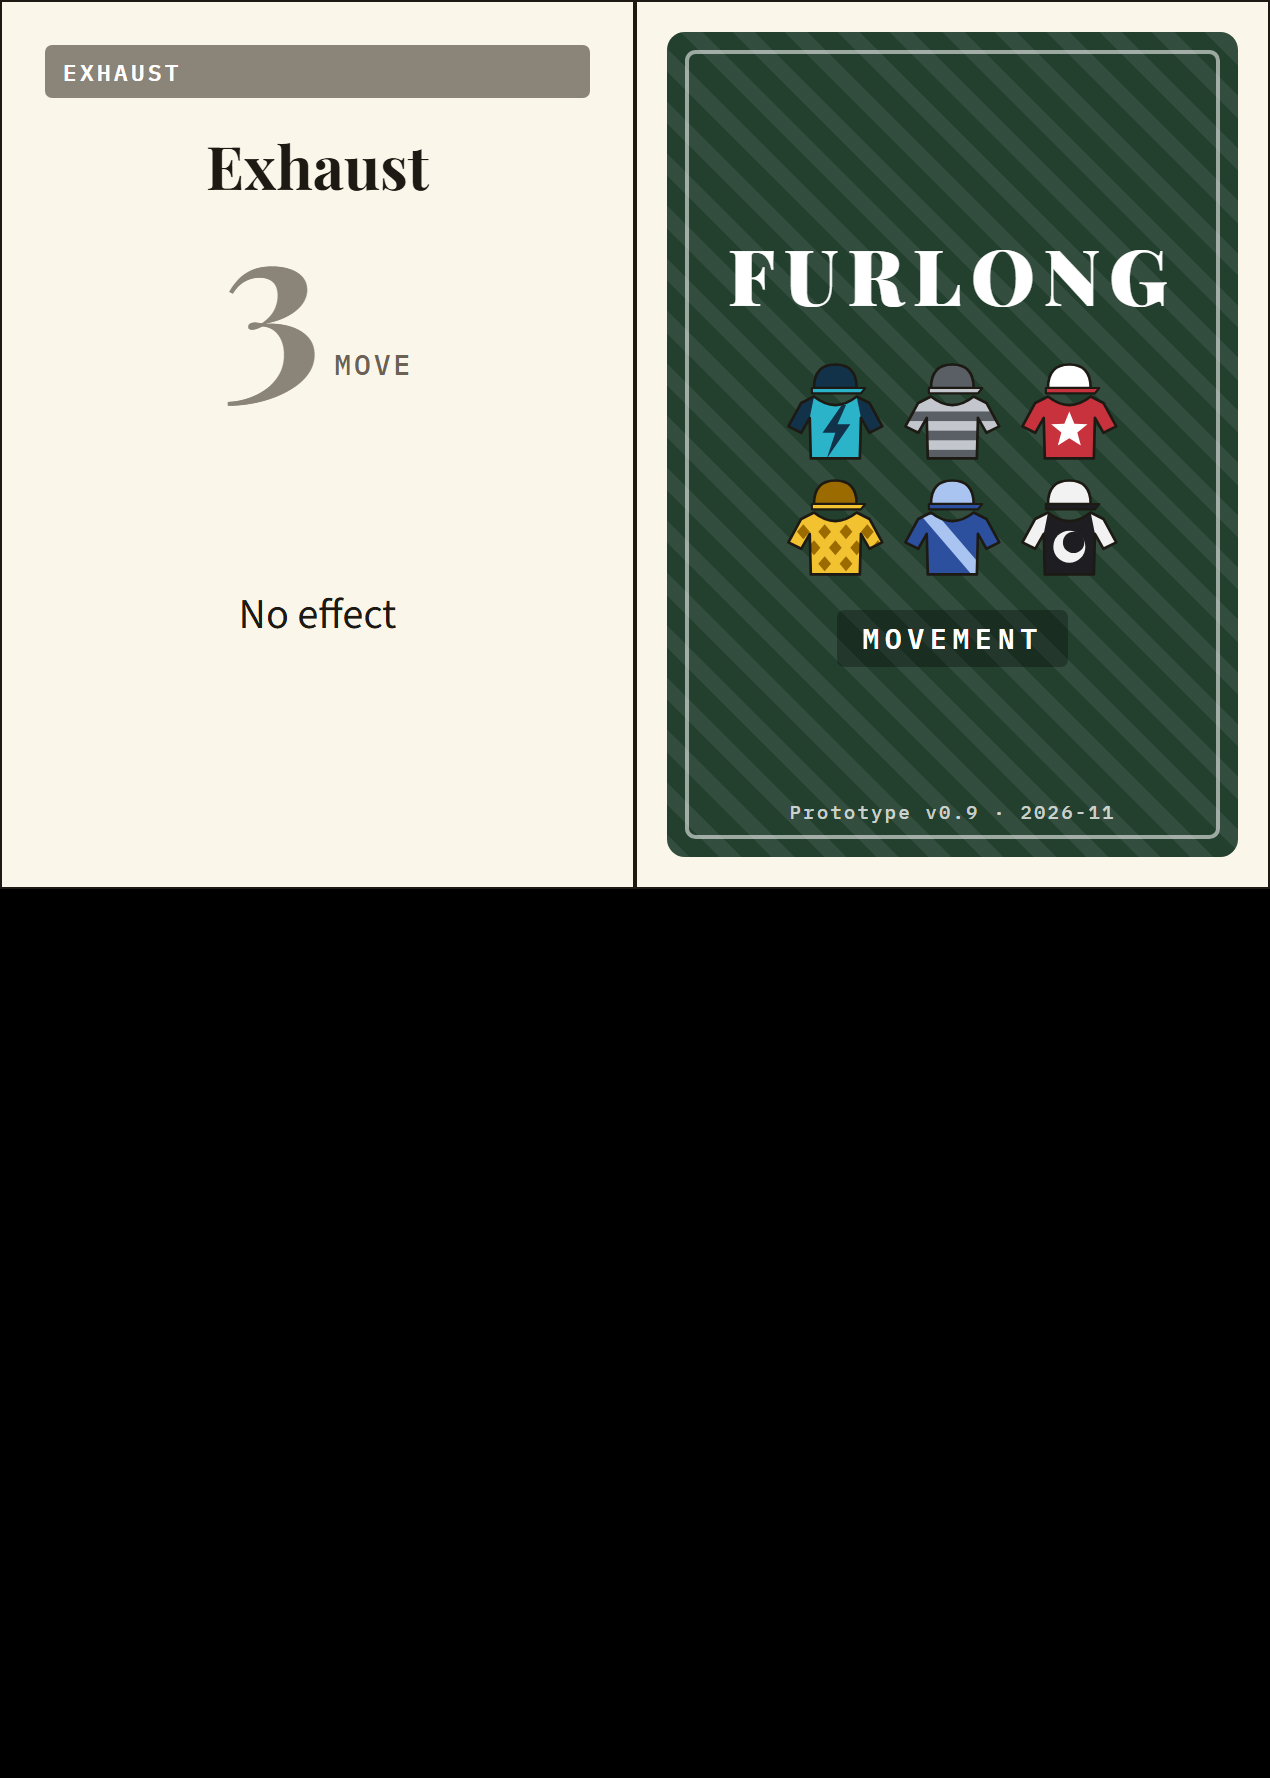 EXHAUST
Exhaust
3 MOVE
No effect
FURLONG
MOVEMENT
Prototype v0.9 · 2026-11